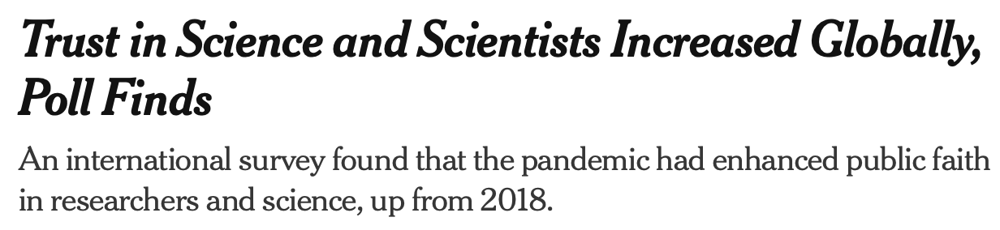 Trust in Science and Scientists Increased Globally,
Poll Finds
An international survey found that the pandemic had enhanced public faith
in researchers and science, up from 2018.